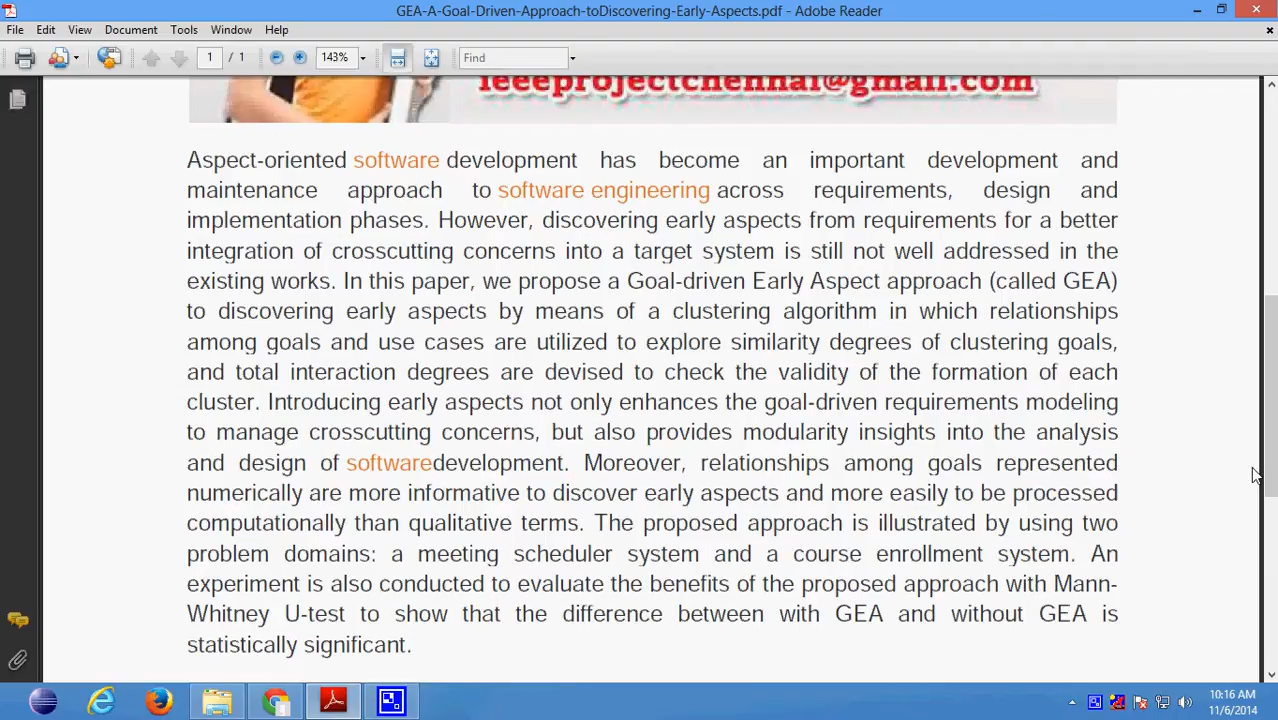 GEA-A-Goal-Driven-Approach-toDiscovering-Early-Aspects.pdf - Adobe Reader
File Edit View Document Tools Window Help
1 / 1 143% Find
ieeeprojectchennai@gmail.com
Aspect-oriented software development has become an important development and
maintenance approach to software engineering across requirements, design and
implementation phases. However, discovering early aspects from requirements for a better
integration of crosscutting concerns into a target system is still not well addressed in the
existing works. In this paper, we propose a Goal-driven Early Aspect approach (called GEA)
to discovering early aspects by means of a clustering algorithm in which relationships
among goals and use cases are utilized to explore similarity degrees of clustering goals,
and total interaction degrees are devised to check the validity of the formation of each
cluster. Introducing early aspects not only enhances the goal-driven requirements modeling
to manage crosscutting concerns, but also provides modularity insights into the analysis
and design of softwaredevelopment. Moreover, relationships among goals represented
numerically are more informative to discover early aspects and more easily to be processed
computationally than qualitative terms. The proposed approach is illustrated by using two
problem domains: a meeting scheduler system and a course enrollment system. An
experiment is also conducted to evaluate the benefits of the proposed approach with Mann-
Whitney U-test to show that the difference between with GEA and without GEA is
statistically significant.
10:16 AM
11/6/2014